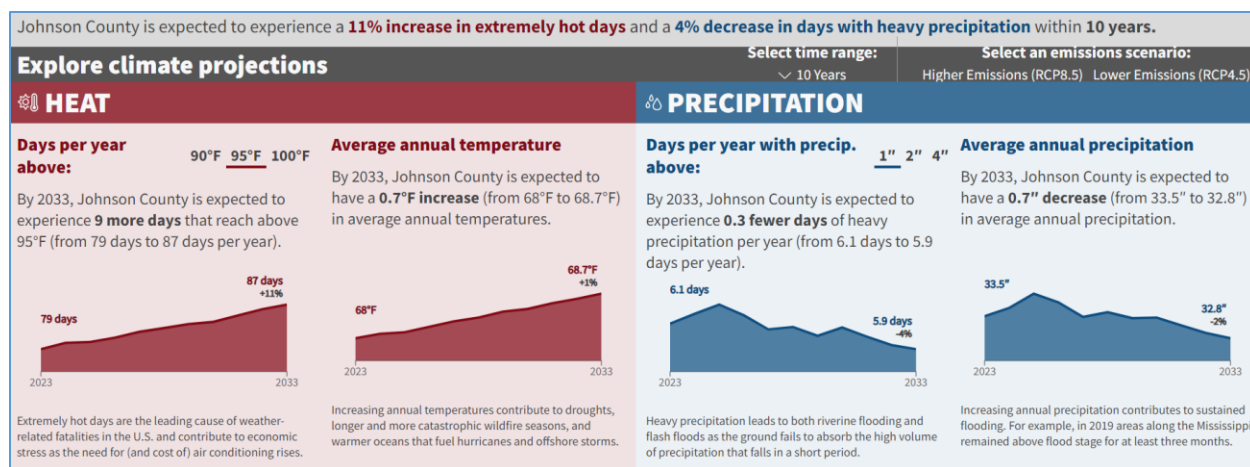 Johnson County is expected to experience a 11% increase in extremely hot days and a 4% decrease in days with heavy precipitation within 10 years.
Explore climate projections
Select time range:
10 Years
Select an emissions scenario:
Higher Emissions (RCP8.5) Lower Emissions (RCP4.5)
HEAT
Days per year
above:
90°F 95°F 100°F
By 2033, Johnson County is expected to
experience 9 more days that reach above
95°F (from 79 days to 87 days per year).
79 days
87 days
+11%
2023
2033
Extremely hot days are the leading cause of weather-
related fatalities in the U.S. and contribute to economic
stress as the need for (and cost of) air conditioning rises.
Average annual temperature
By 2033, Johnson County is expected to
have a 0.7°F increase (from 68°F to 68.7°F)
in average annual temperatures.
68°F
68.7°F
+1%
2023
2033
Increasing annual temperatures contribute to droughts,
longer and more catastrophic wildfire seasons, and
warmer oceans that fuel hurricanes and offshore storms.
PRECIPITATION
Days per year with precip.
above:
1″ 2″ 4″
By 2033, Johnson County is expected to
experience 0.3 fewer days of heavy
precipitation per year (from 6.1 days to 5.9
days per year).
6.1 days
5.9 days
-4%
2023
2033
Heavy precipitation leads to both riverine flooding and
flash floods as the ground fails to absorb the high volume
of precipitation that falls in a short period.
Average annual precipitation
By 2033, Johnson County is expected to
have a 0.7″ decrease (from 33.5″ to 32.8″)
in average annual precipitation.
33.5″
32.8″
-2%
2023
2033
Increasing annual precipitation contributes to sustained
flooding. For example, in 2019 areas along the Mississippi
remained above flood stage for at least three months.